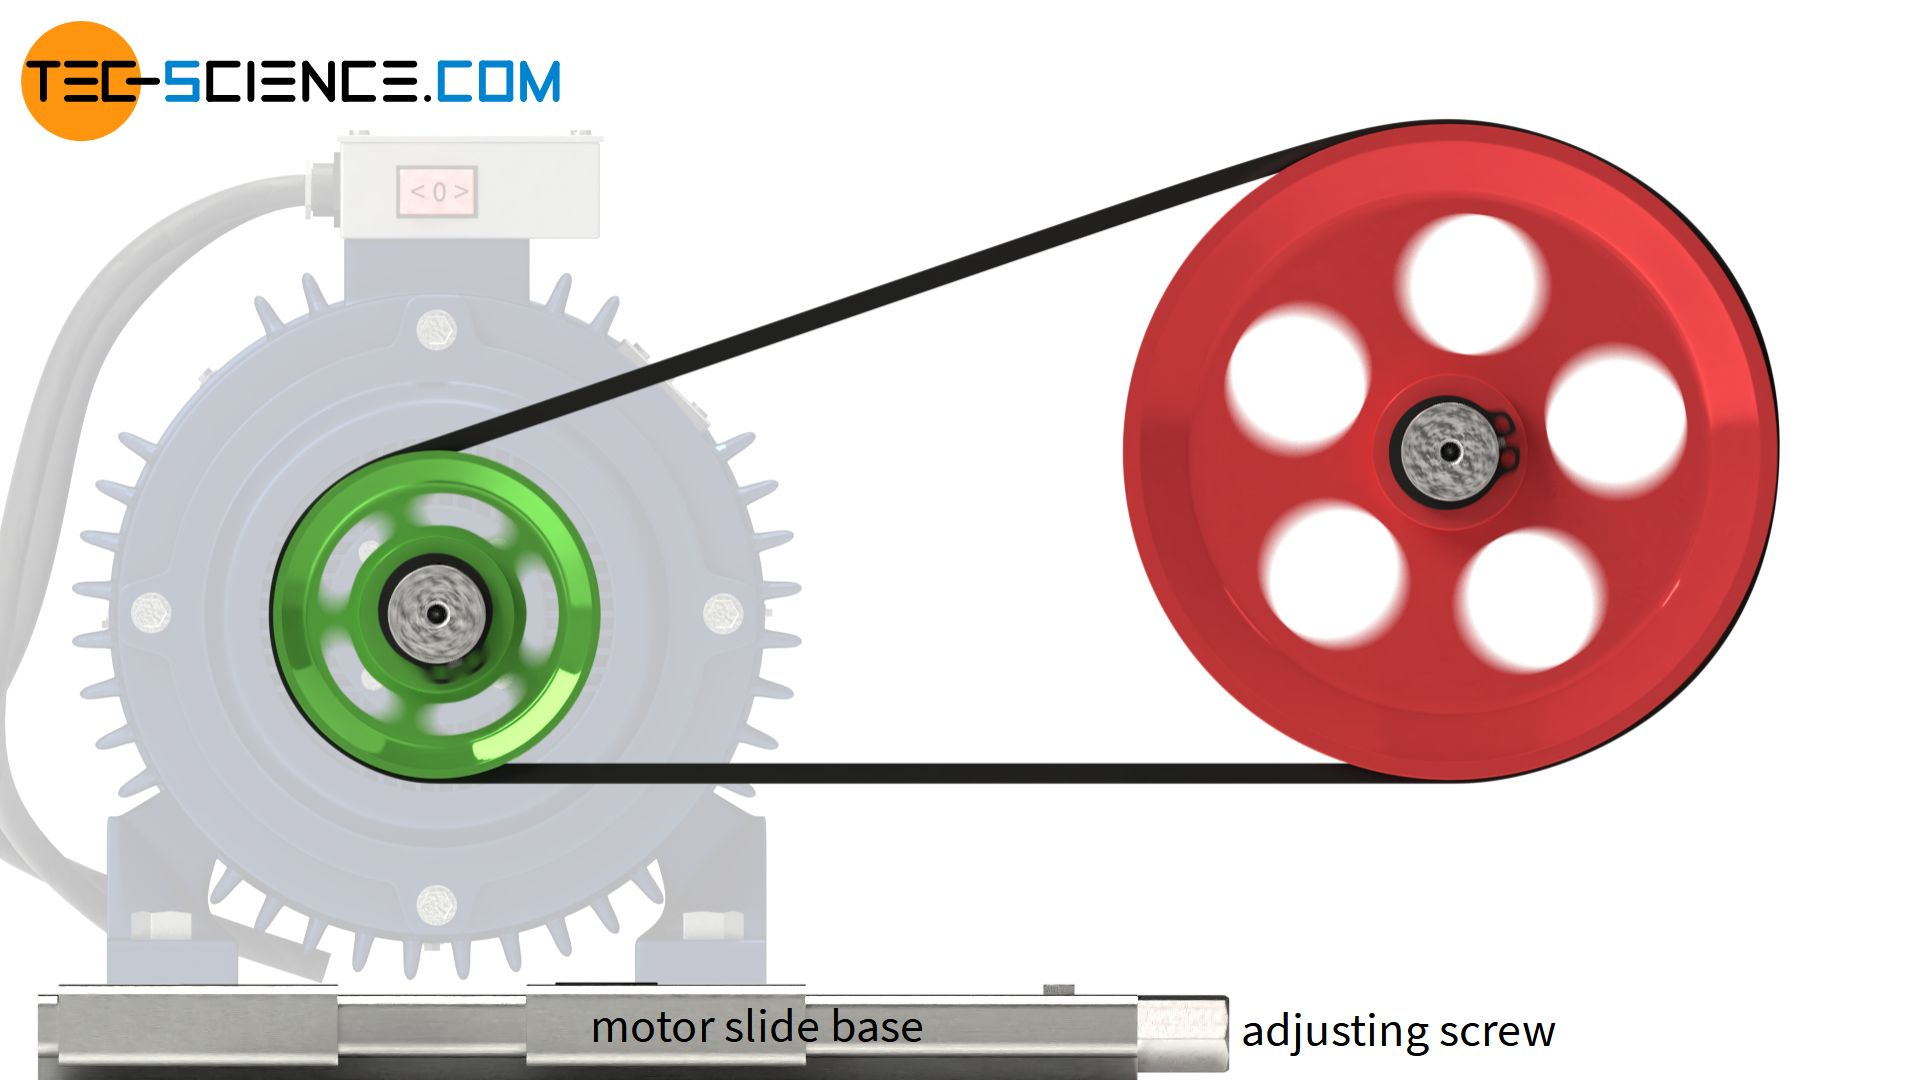 TEC-SCIENCE.COM
< 0 >
motor slide base
adjusting screw